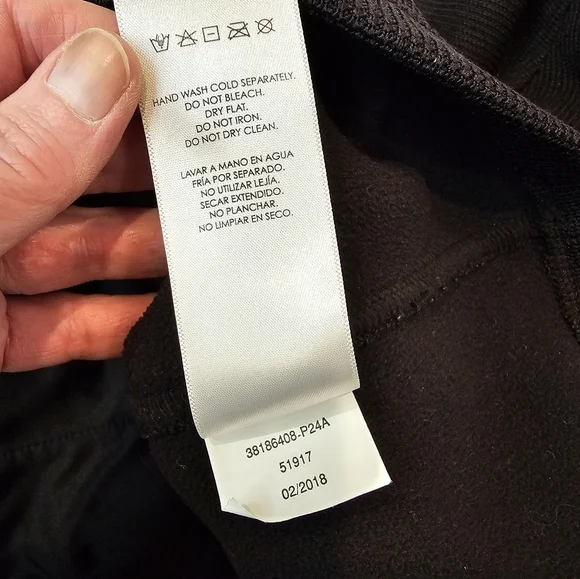 HAND WASH COLD SEPARATELY.
DO NOT BLEACH.
DRY FLAT.
DO NOT IRON.
DO NOT DRY CLEAN.
LAVAR A MANO EN AGUA
FRÍA POR SEPARADO.
NO UTILIZAR LEJÍA.
SECAR EXTENDIDO.
NO PLANCHAR.
NO LIMPIAR EN SECO.
38186408-P24A
51917
02/2018